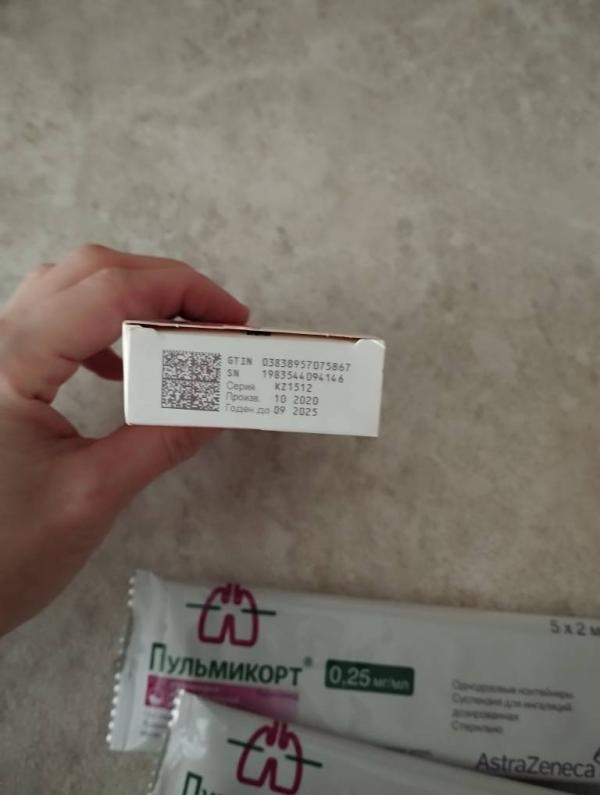 GTIN 03838957075867
SN 1983544094146
Серия KZ1512
Произв. 10 2020
Годен до 09 2025
5 x 2 м
Пульмикорт®
0,25 мг/мл
Однодозовые контейнеры
Суспензия для ингаляций
дозированная
Стерильно
AstraZeneca